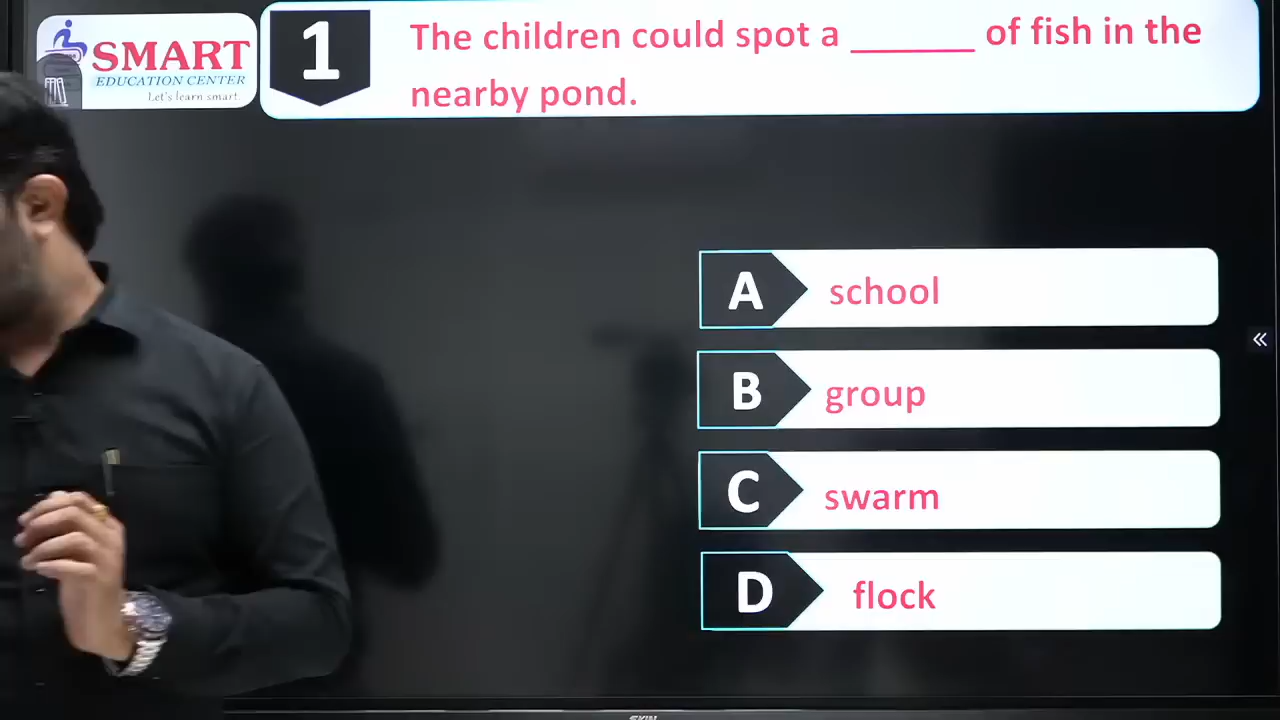 SMART
EDUCATION CENTER
Let's learn smart.
1
The children could spot a _______ of fish in the
nearby pond.
A school
B group
C swarm
D flock
«